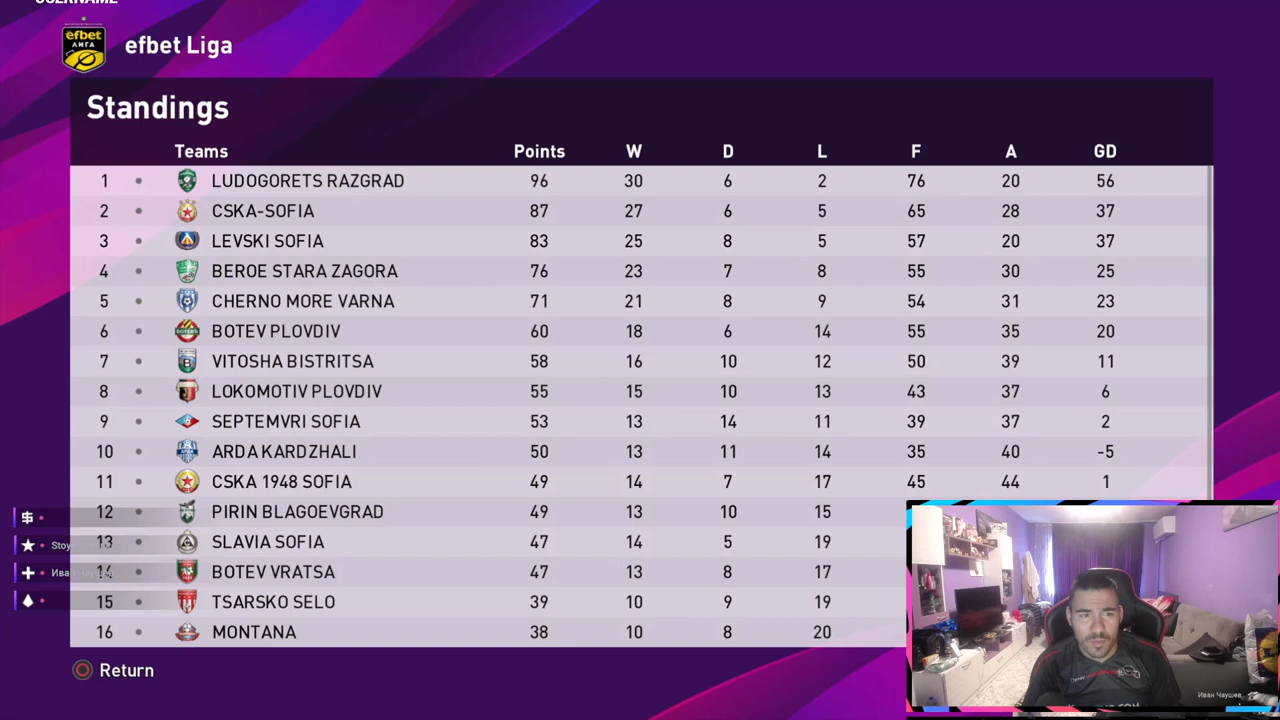 efbet
ЛИГА
efbet Liga
Standings
Teams Points W D L F A GD
1 LUDOGORETS RAZGRAD 96 30 6 2 76 20 56
2 CSKA-SOFIA 87 27 6 5 65 28 37
3 LEVSKI SOFIA 83 25 8 5 57 20 37
4 BEROE STARA ZAGORA 76 23 7 8 55 30 25
5 CHERNO MORE VARNA 71 21 8 9 54 31 23
6 BOTEV PLOVDIV 60 18 6 14 55 35 20
7 VITOSHA BISTRITSA 58 16 10 12 50 39 11
8 LOKOMOTIV PLOVDIV 55 15 10 13 43 37 6
9 SEPTEMVRI SOFIA 53 13 14 11 39 37 2
10 ARDA KARDZHALI 50 13 11 14 35 40 -5
11 CSKA 1948 SOFIA 49 14 7 17 45 44 1
12 PIRIN BLAGOEVGRAD 49 13 10 15
13 SLAVIA SOFIA 47 14 5 19
14 BOTEV VRATSA 47 13 8 17
15 TSARSKO SELO 39 10 9 19
16 MONTANA 38 10 8 20
Stoy
Иван Чаушев
Return
Иван Чаушев